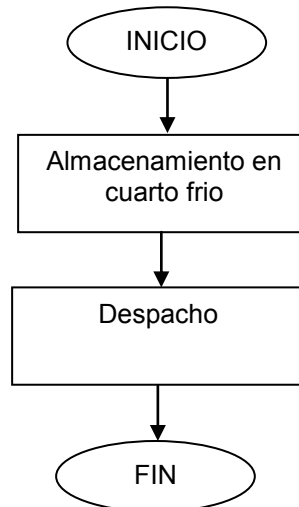 INICIO
Almacenamiento en
cuarto frio
Despacho
FIN